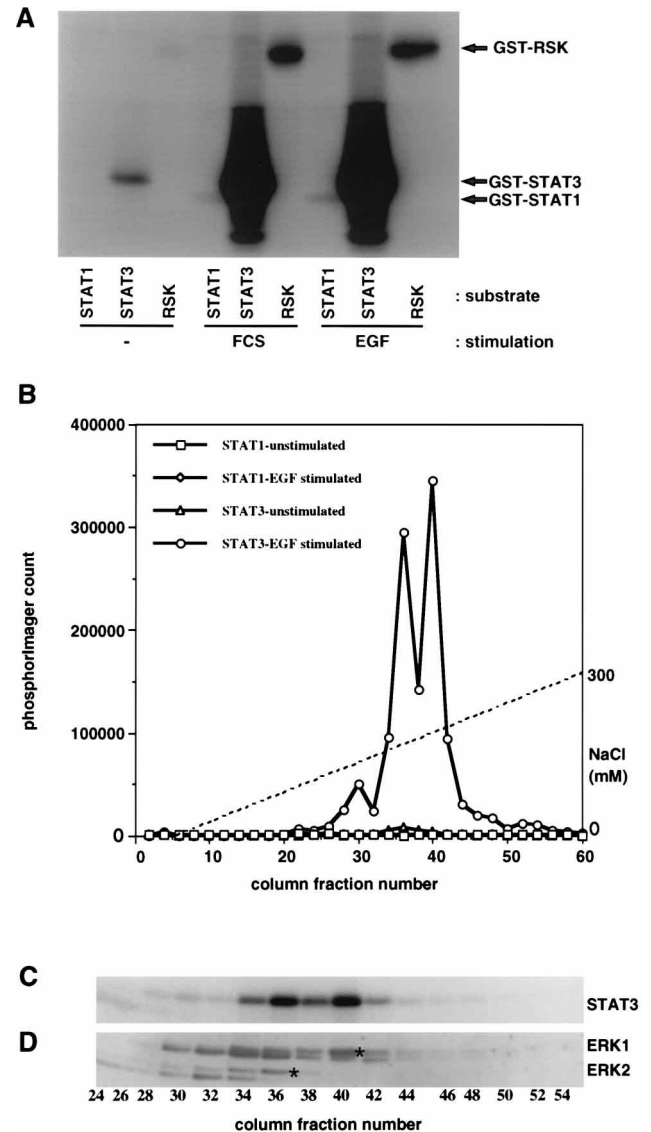 A
GST-RSK
GST-STAT3
GST-STAT1
STAT1 STAT3 RSK STAT1 STAT3 RSK STAT1 STAT3 RSK : substrate
- FCS EGF : stimulation
B
400000
300000
200000
100000
0
phosphorImager count
STAT1-unstimulated
STAT1-EGF stimulated
STAT3-unstimulated
STAT3-EGF stimulated
300
NaCl
(mM)
0
0 10 20 30 40 50 60
column fraction number
C
STAT3
D
ERK1
*
ERK2
*
24 26 28 30 32 34 36 38 40 42 44 46 48 50 52 54
column fraction number